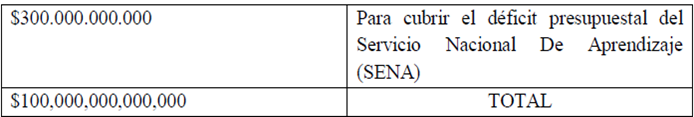 $300.000.000.000 Para cubrir el déficit presupuestal del
Servicio Nacional De Aprendizaje
(SENA)
$100,000,000,000,000 TOTAL